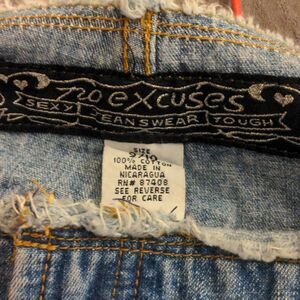 no excuses
SEXY JEANSWEAR TOUGH
SIZE
100% COTTON
MADE IN
NICARAGUA
RN# 87408
SEE REVERSE
FOR CARE